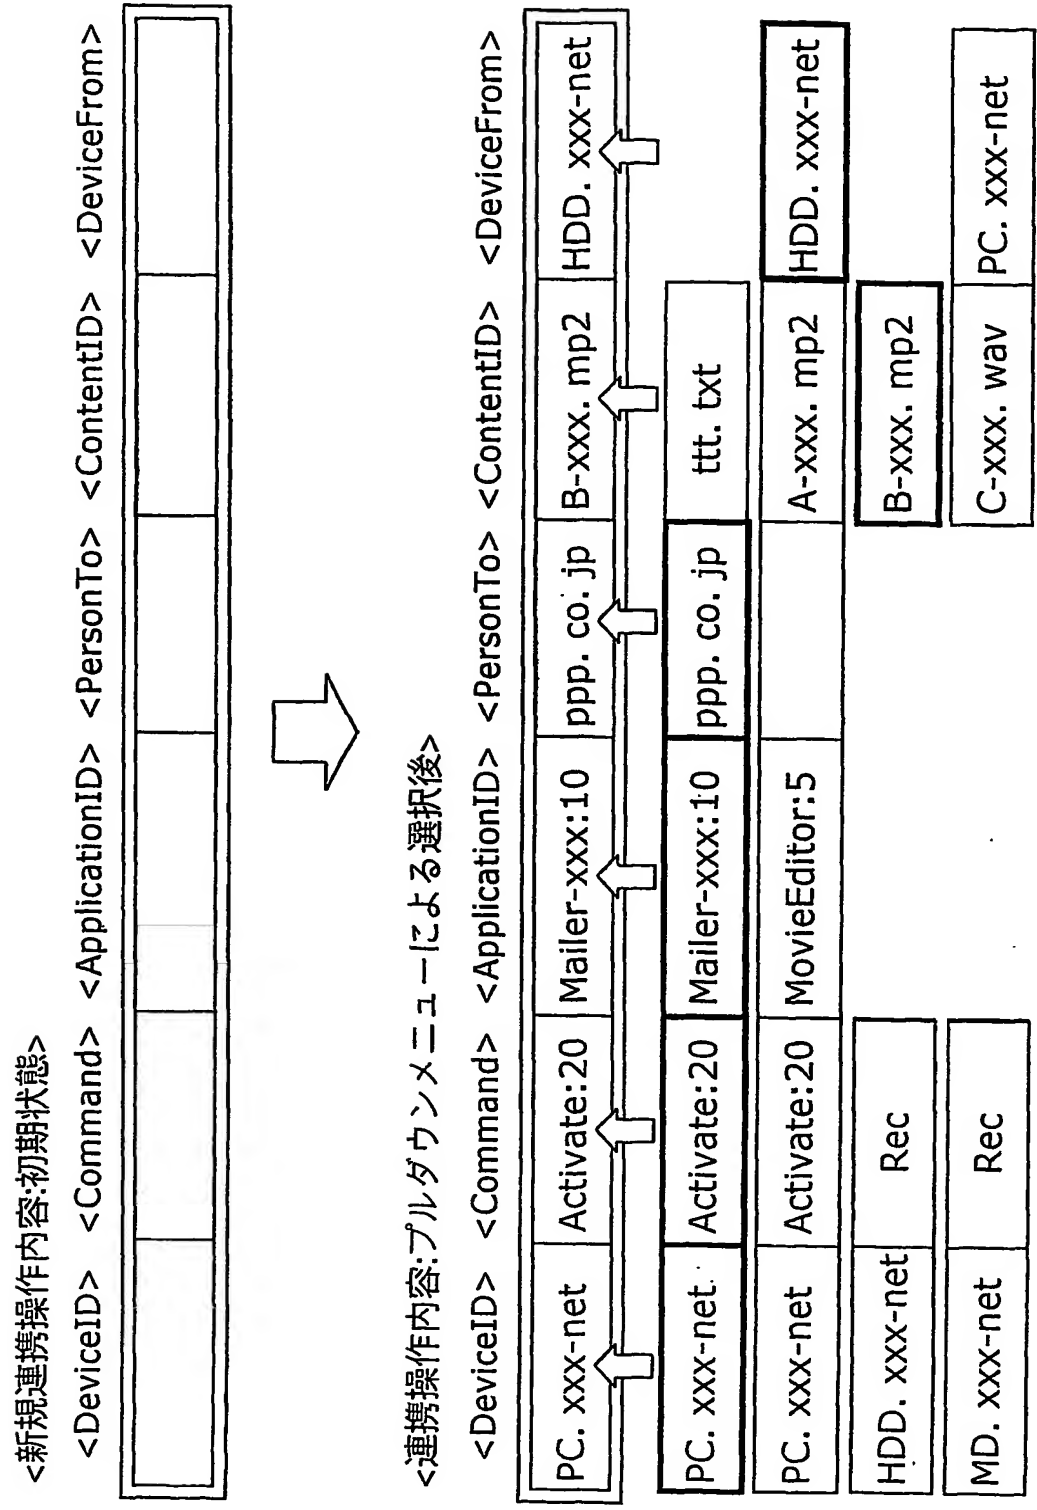 <新規連携操作内容:初期状態>
<DeviceID> <Command> <ApplicationID> <PersonTo> <ContentID> <DeviceFrom>
<連携操作内容:プルダウンメニューによる選択後>
<DeviceID> <Command> <ApplicationID> <PersonTo> <ContentID> <DeviceFrom>
PC. xxx-net Activate:20 Mailer-xxx:10 ppp. co. jp B-xxx. mp2 HDD. xxx-net
PC. xxx-net Activate:20 Mailer-xxx:10 ppp. co. jp ttt. txt
PC. xxx-net Activate:20 MovieEditor:5 A-xxx. mp2 HDD. xxx-net
HDD. xxx-net Rec B-xxx. mp2
MD. xxx-net Rec C-xxx. wav PC. xxx-net